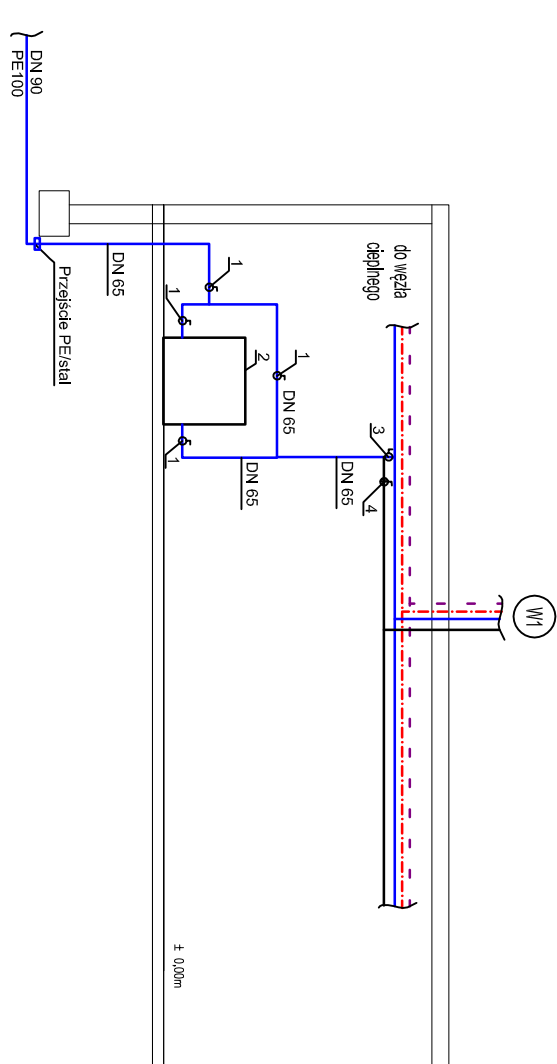 DN 90
PE100
Przejście PE/stal
DN 65
1
1
2
1
DN 65
1
DN 65
DN 65
3
4
do węzła
cieplnego
W1
± 0,00m